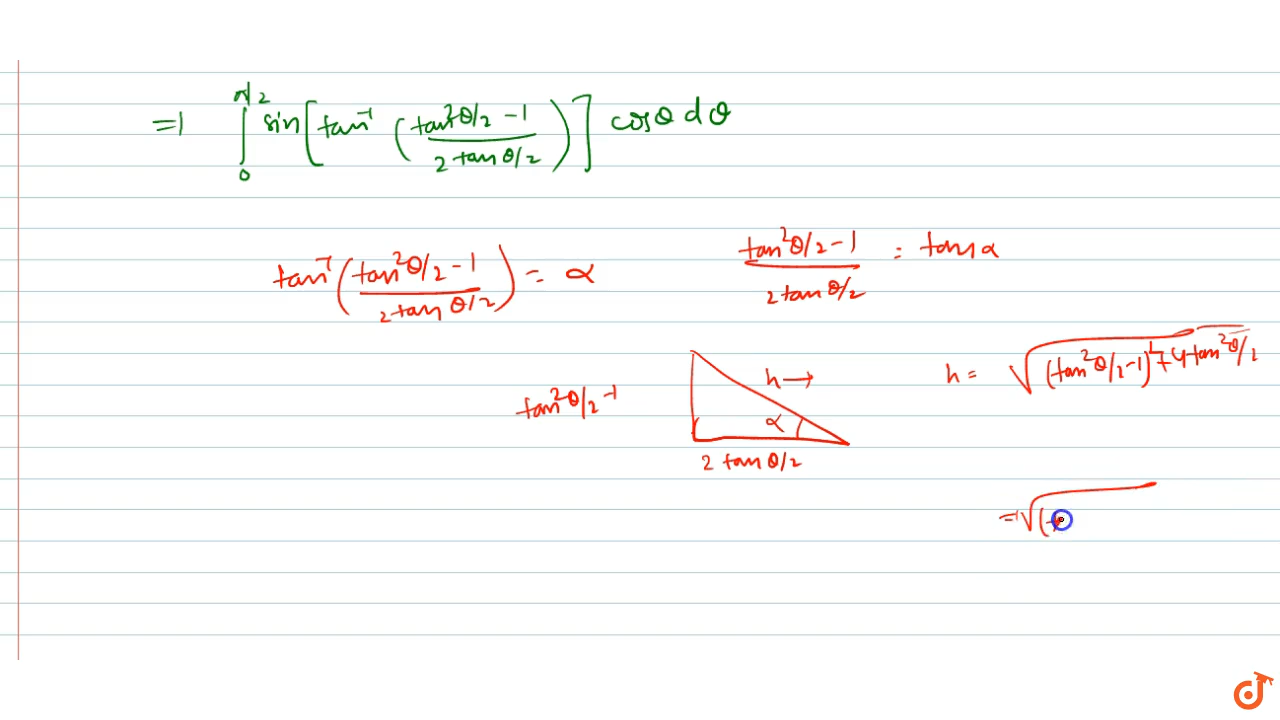 =1 ∫₀^(π/2) sin[tan⁻¹ ((tan²θ/2 -1)/(2 tan θ/2))] cosθ dθ
tan⁻¹((tan²θ/2 -1)/(2 tan θ/2)) = α
(tan²θ/2 -1)/(2 tan θ/2) = tan α
h = √((tan²θ/2 -1)² + 4 tan²θ/2)
h →
tan²θ/2 -1
α
2 tan θ/2
= √((t